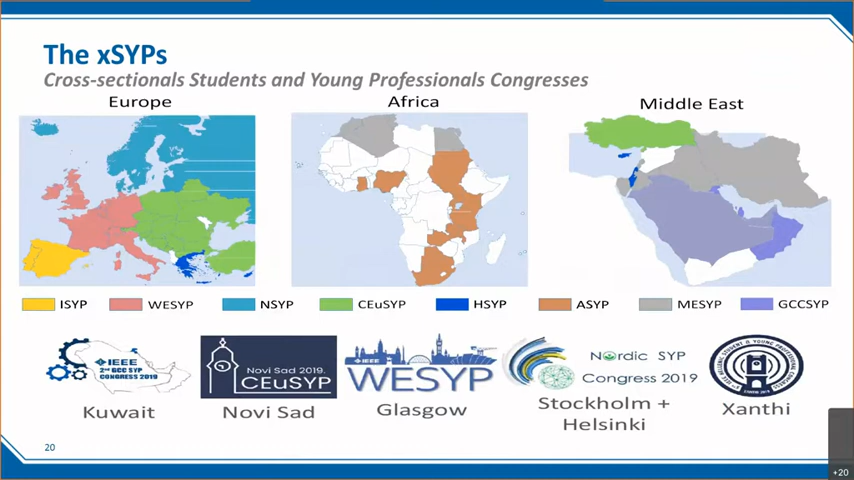 The xSYPs
Cross-sectionals Students and Young Professionals Congresses
Europe
Africa
Middle East
ISYP
WESYP
NSYP
CEuSYP
HSYP
ASYP
MESYP
GCCSYP
IEEE
2nd GCC SYP
CONGRESS 2019
Kuwait
Novi Sad 2019.
CEuSYP
Novi Sad
WESYP
Glasgow
Nordic SYP
Congress 2019
Stockholm +
Helsinki
Xanthi
20
+20